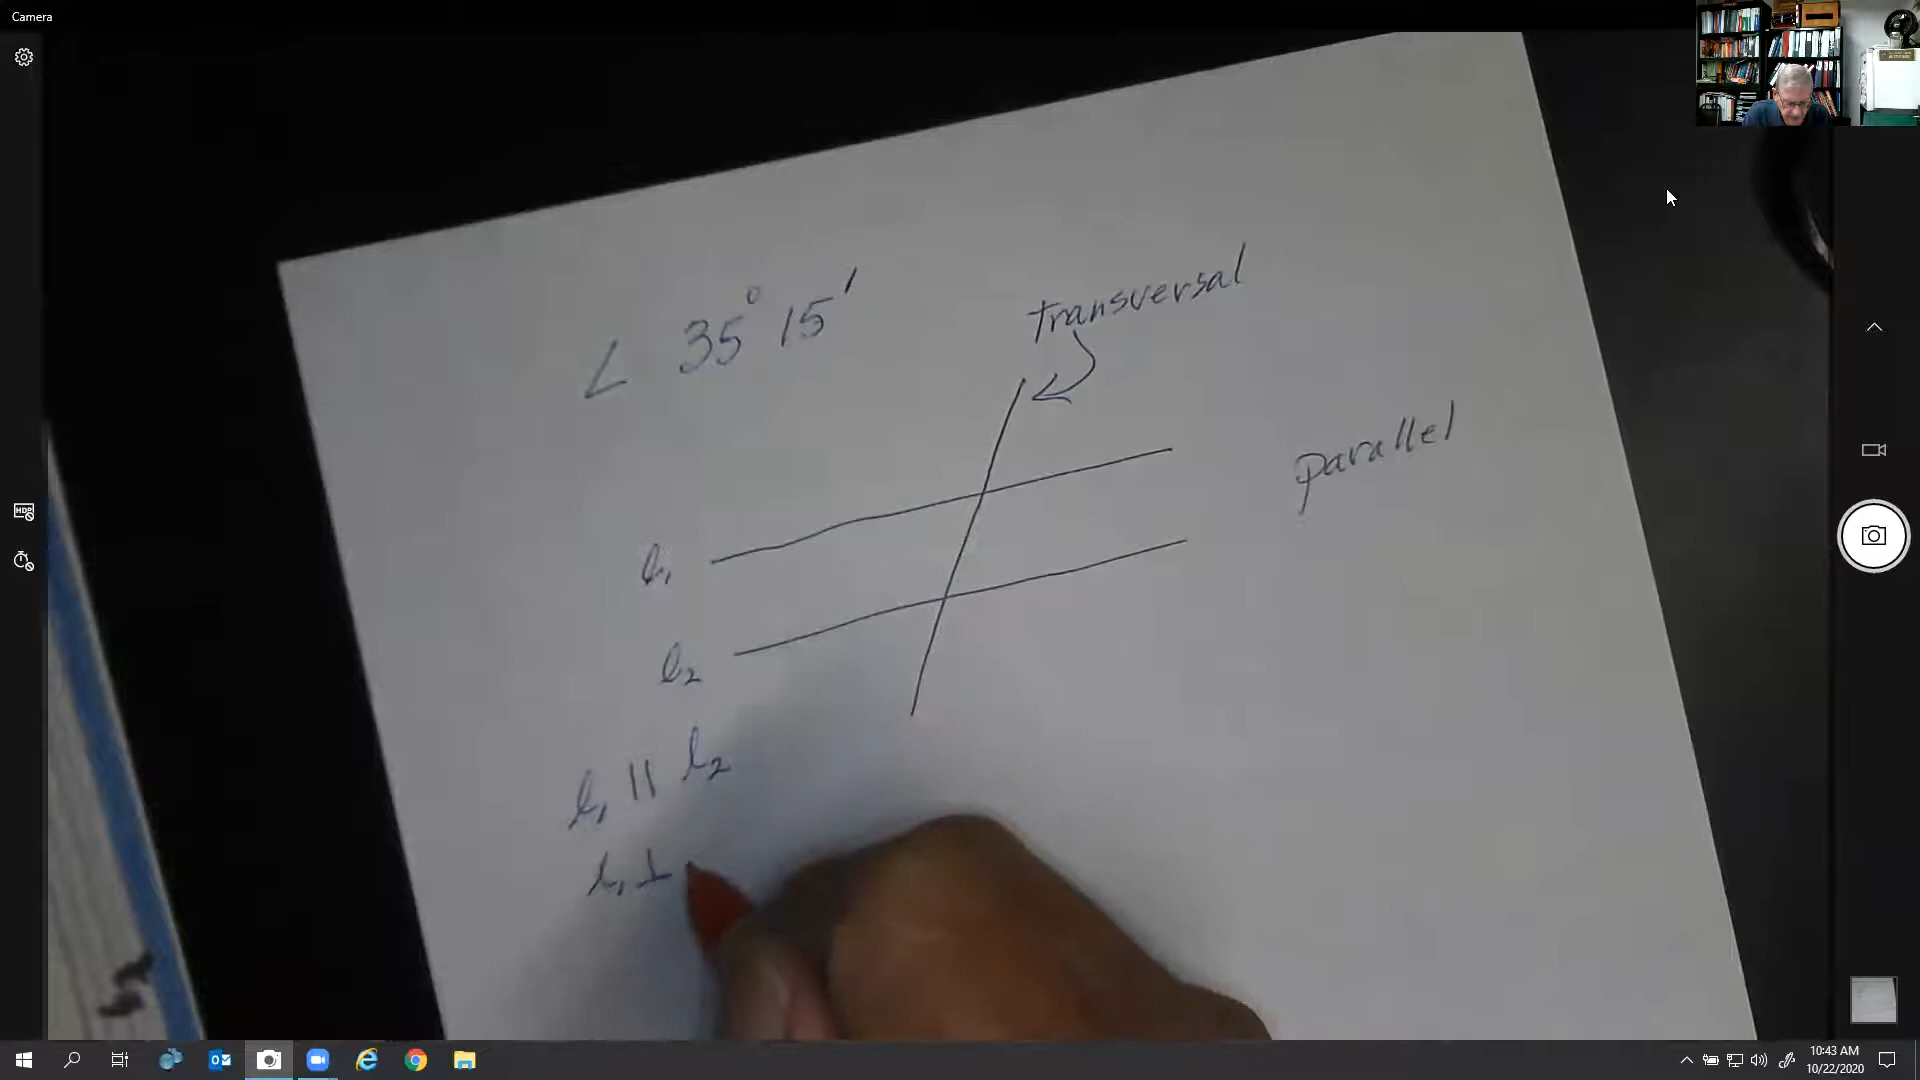 Camera
∠ 35° 15′
transversal
parallel
l₁
l₂
l₁ || l₂
l₁ ⊥
10:43 AM
10/22/2020